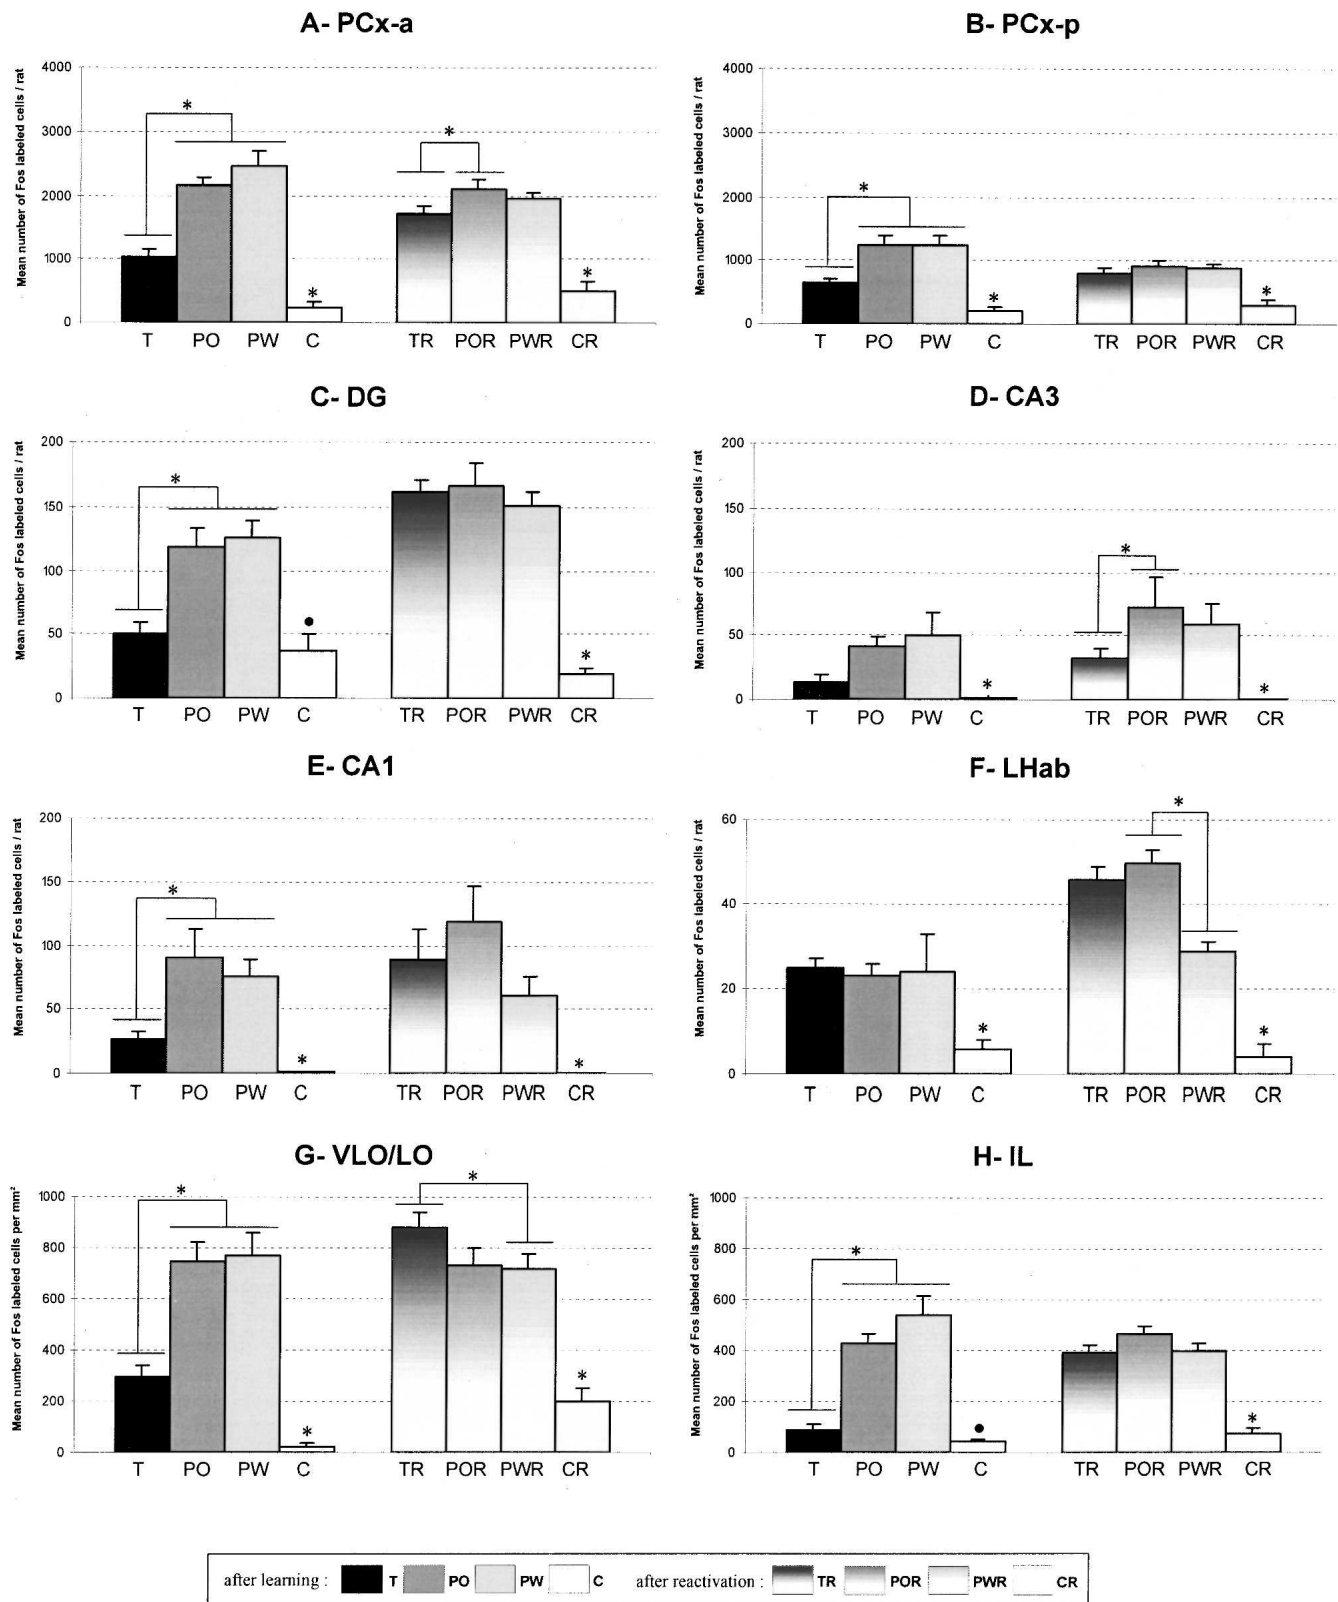 A- PCx-a
B- PCx-p
Mean number of Fos labeled cells / rat
4000
3000
2000
1000
0
*
*
*
*
T PO PW C TR POR PWR CR
Mean number of Fos labeled cells / rat
4000
3000
2000
1000
0
*
*
*
T PO PW C TR POR PWR CR
C- DG
D- CA3
Mean number of Fos labeled cells / rat
200
150
100
50
0
*
•
*
T PO PW C TR POR PWR CR
Mean number of Fos labeled cells / rat
200
150
100
50
0
*
*
*
T PO PW C TR POR PWR CR
E- CA1
F- LHab
Mean number of Fos labeled cells / rat
200
150
100
50
0
*
*
*
T PO PW C TR POR PWR CR
Mean number of Fos labeled cells / rat
60
40
20
0
*
*
*
T PO PW C TR POR PWR CR
G- VLO/LO
H- IL
Mean number of Fos labeled cells per mm²
1000
800
600
400
200
0
*
*
*
*
T PO PW C TR POR PWR CR
Mean number of Fos labeled cells per mm²
1000
800
600
400
200
0
*
•
*
T PO PW C TR POR PWR CR
after learning : T PO PW C after reactivation : TR POR PWR CR